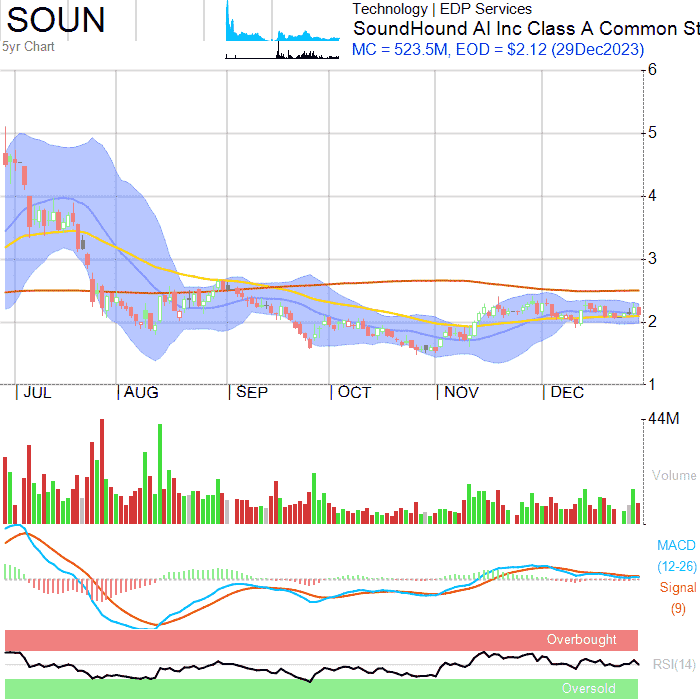 SOUN
5yr Chart
Technology | EDP Services
SoundHound AI Inc Class A Common St
MC = 523.5M, EOD = $2.12 (29Dec2023)
6
5
4
3
2
1
JUL AUG SEP OCT NOV DEC
44M
Volume
MACD
(12-26)
Signal
(9)
Overbought
RSI(14)
Oversold